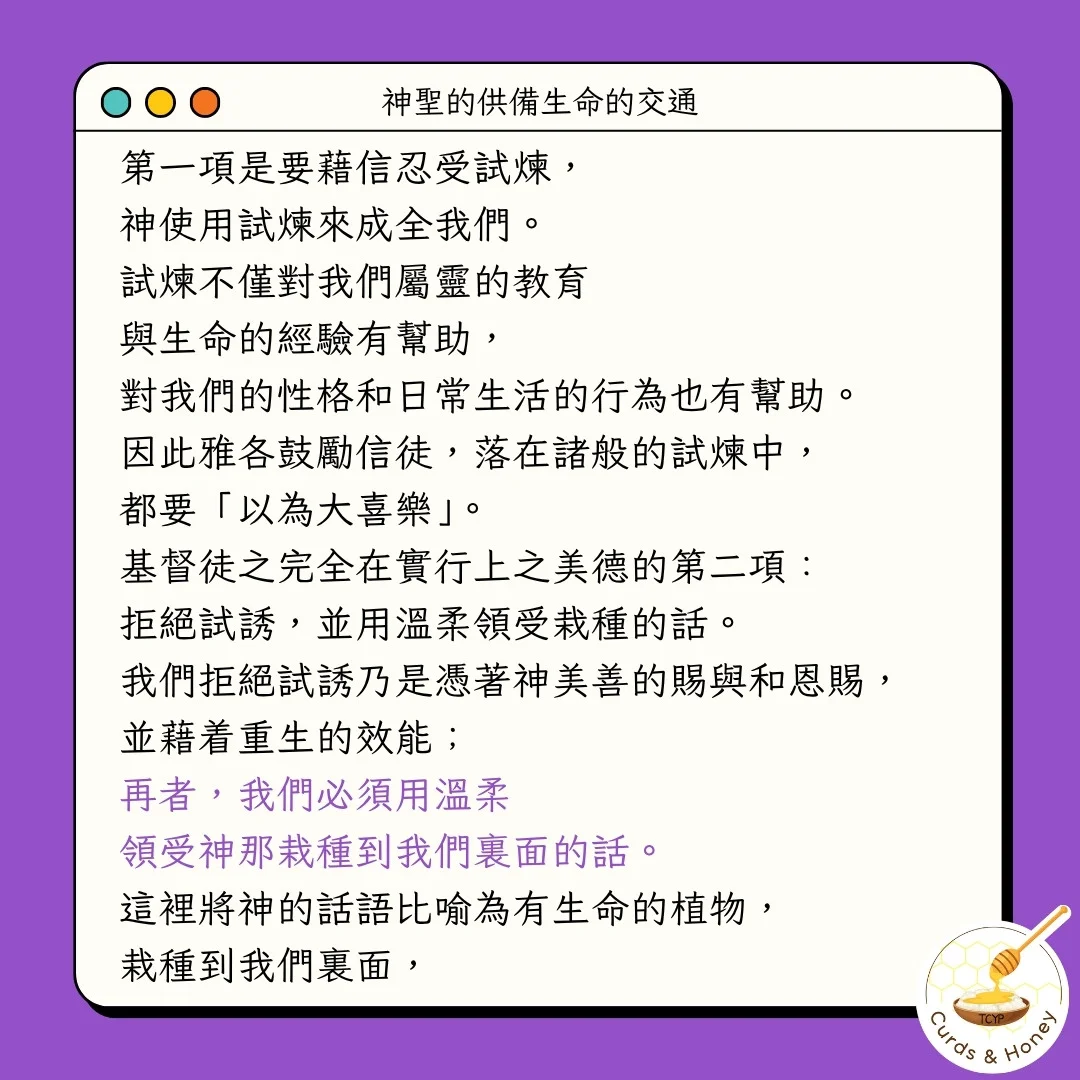 神聖的供備生命的交通
第一項是要藉信忍受試煉，
神使用試煉來成全我們。
試煉不僅對我們屬靈的教育
與生命的經驗有幫助，
對我們的性格和日常生活的行為也有幫助。
因此雅各鼓勵信徒，落在諸般的試煉中，
都要「以為大喜樂」。
基督徒之完全在實行上之美德的第二項：
拒絕試誘，並用溫柔領受栽種的話。
我們拒絕試誘乃是憑著神美善的賜與和恩賜，
並藉着重生的效能；
再者，我們必須用溫柔
領受神那栽種到我們裏面的話。
這裡將神的話語比喻為有生命的植物，
栽種到我們裏面，
TCYP
Curds & Honey